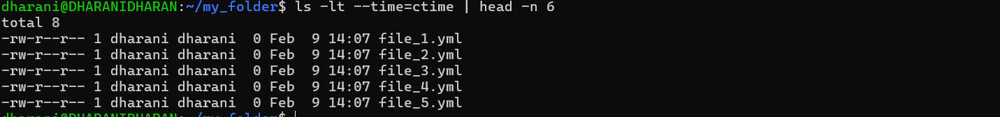 dharani@DHARANIDHARAN:~/my_folder$ ls -lt --time=ctime | head -n 6
total 8
-rw-r--r-- 1 dharani dharani  0 Feb  9 14:07 file_1.yml
-rw-r--r-- 1 dharani dharani  0 Feb  9 14:07 file_2.yml
-rw-r--r-- 1 dharani dharani  0 Feb  9 14:07 file_3.yml
-rw-r--r-- 1 dharani dharani  0 Feb  9 14:07 file_4.yml
-rw-r--r-- 1 dharani dharani  0 Feb  9 14:07 file_5.yml
dharani@DHARANIDHARAN:~/my_folder$